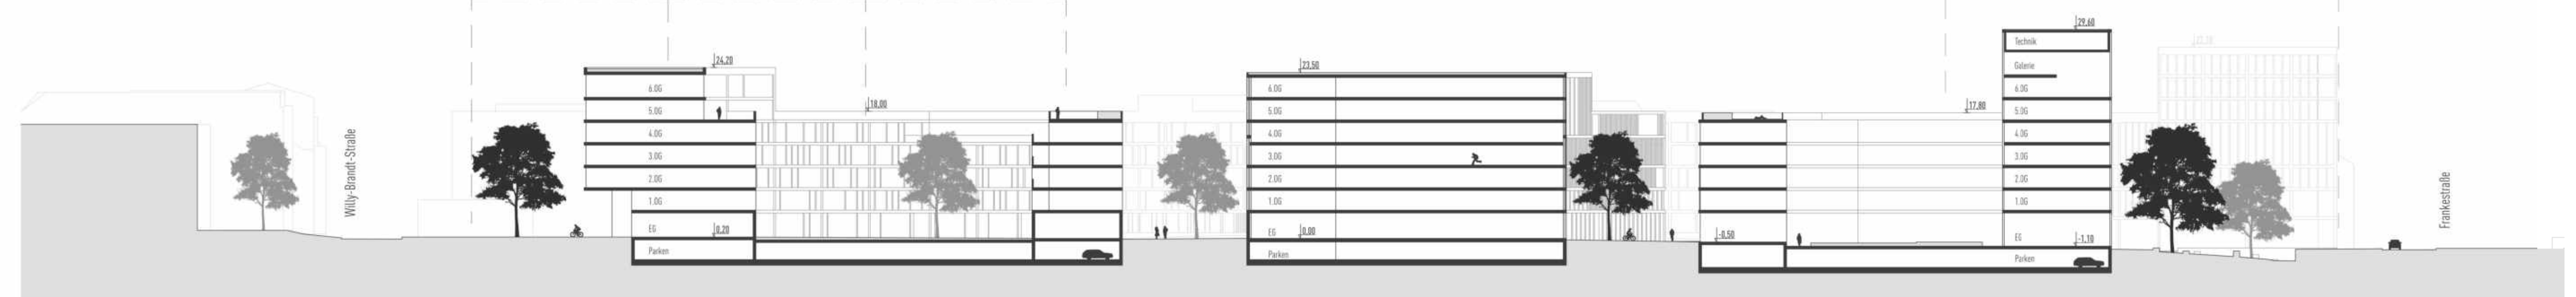 Willy-Brandt-Straße
24,20
6.OG
5.OG
4.OG
3.OG
2.OG
1.OG
EG
0,20
Parken
18,00
23,50
6.OG
5.OG
4.OG
3.OG
2.OG
1.OG
EG
0,00
Parken
-0,50
17,80
29,60
Technik
Galerie
6.OG
5.OG
4.OG
3.OG
2.OG
1.OG
EG
-1,10
Parken
Frankestraße